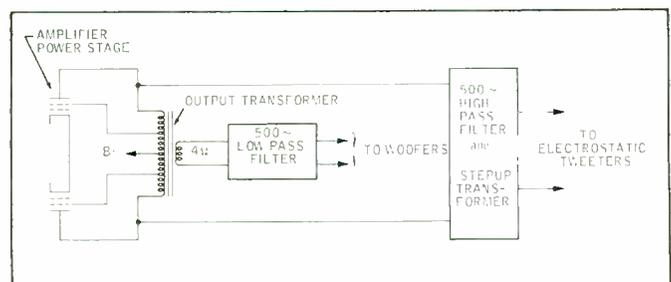 AMPLIFIER
POWER STAGE
OUTPUT TRANSFORMER
B+
4Ω
500~
LOW PASS
FILTER
TO WOOFERS
500~
HIGH
PASS
FILTER
and
STEPUP
TRANS-
FORMER
TO
ELECTROSTATIC
TWEETERS